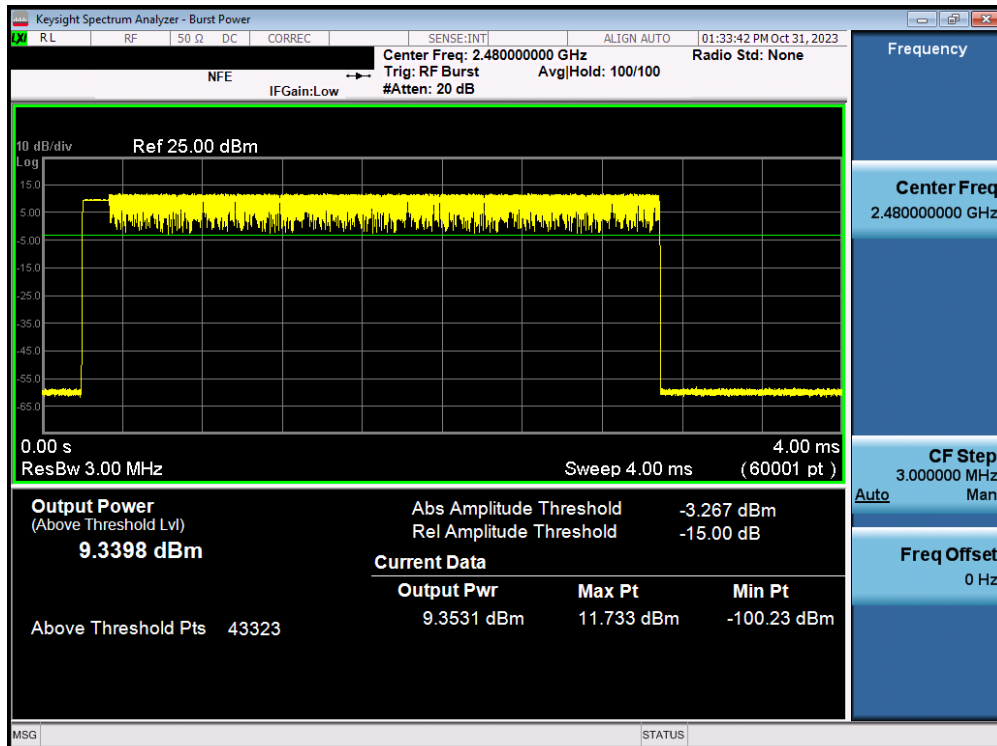 Keysight Spectrum Analyzer - Burst Power
LXI RL RF 50 Ω DC CORREC SENSE:INT ALIGN AUTO 01:33:42 PM Oct 31, 2023
Center Freq: 2.480000000 GHz Radio Std: None
NFE Trig: RF Burst Avg|Hold: 100/100
IFGain:Low #Atten: 20 dB
Frequency
10 dB/div Ref 25.00 dBm
Log
15.0
5.00
-5.00
-15.0
-25.0
-35.0
-45.0
-55.0
-65.0
0.00 s 4.00 ms
ResBw 3.00 MHz Sweep 4.00 ms (60001 pt)
Center Freq
2.480000000 GHz
CF Step
3.000000 MHz
Auto Man
Freq Offset
0 Hz
Output Power
(Above Threshold Lvl)
9.3398 dBm
Above Threshold Pts 43323
Abs Amplitude Threshold -3.267 dBm
Rel Amplitude Threshold -15.00 dB
Current Data
Output Pwr Max Pt Min Pt
9.3531 dBm 11.733 dBm -100.23 dBm
MSG STATUS